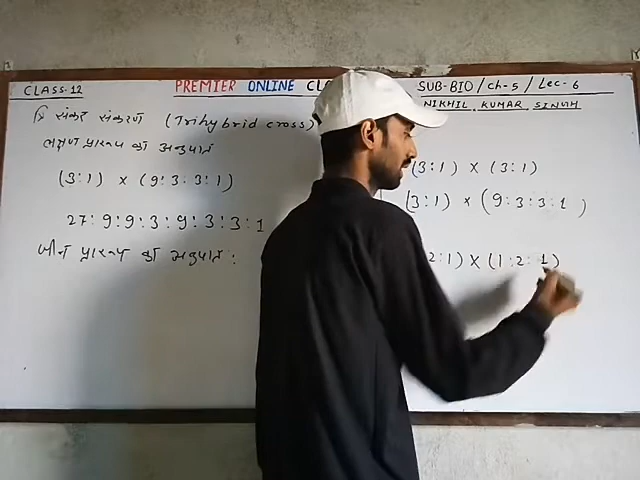 CLASS-12
PREMIER ONLINE CL
SUB-BIO/Ch-5/Lec-6
NIKHIL KUMAR SINGH
त्रि संकर संकरण (Trihybrid cross)
लक्षण प्रारूप का अनुपात
(3:1) × (9:3:3:1)
27:9:9:3:9:3:3:1
जीन प्रारूप का अनुपात:
(3:1) × (3:1)
(3:1) × (9:3:3:1)
2:1) × (1:2:1)